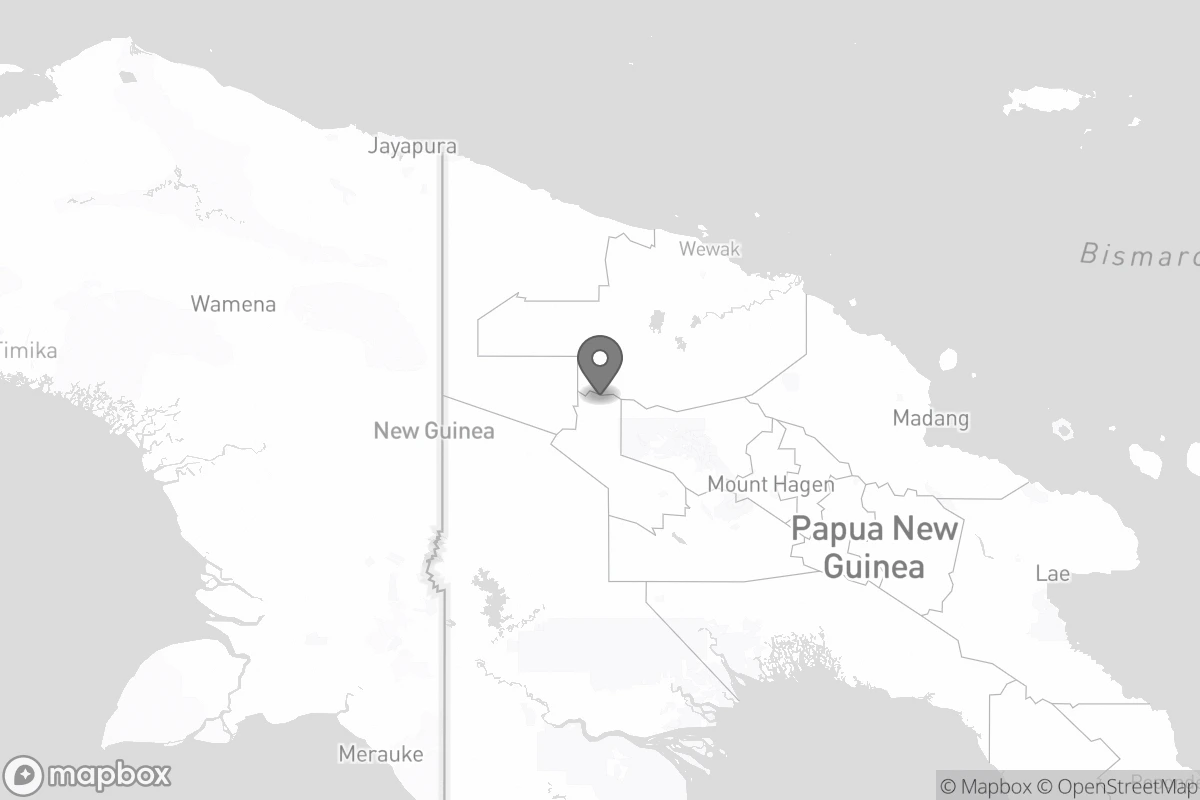 Jayapura
Wewak
Bismarc
Wamena
Timika
Madang
New Guinea
Mount Hagen
Papua New
Guinea
Lae
Merauke
mapbox
© Mapbox © OpenStreetMap